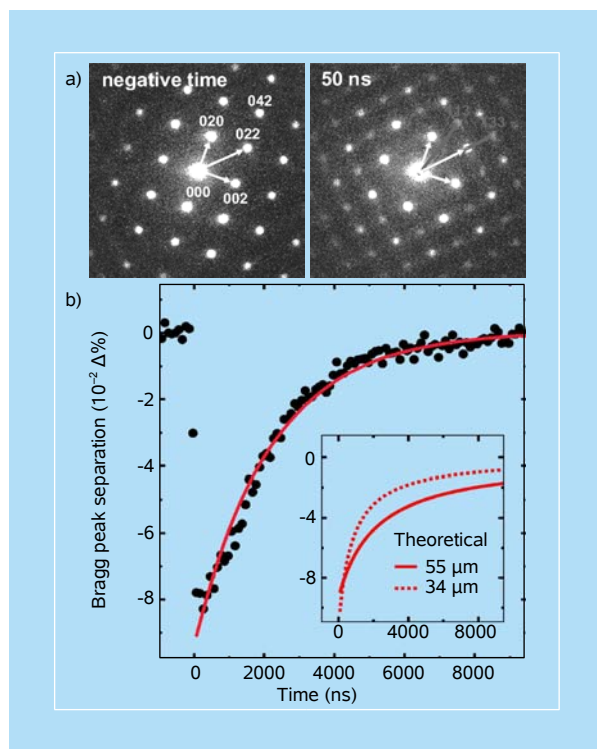 a)
negative time
042
020
022
000
002
50 ns
b)
Bragg peak separation (10⁻² Δ%)
0
-2
-4
-6
-8
0
-4
-8
Theoretical
55 μm
34 μm
0 4000 8000
0 2000 4000 6000 8000
Time (ns)